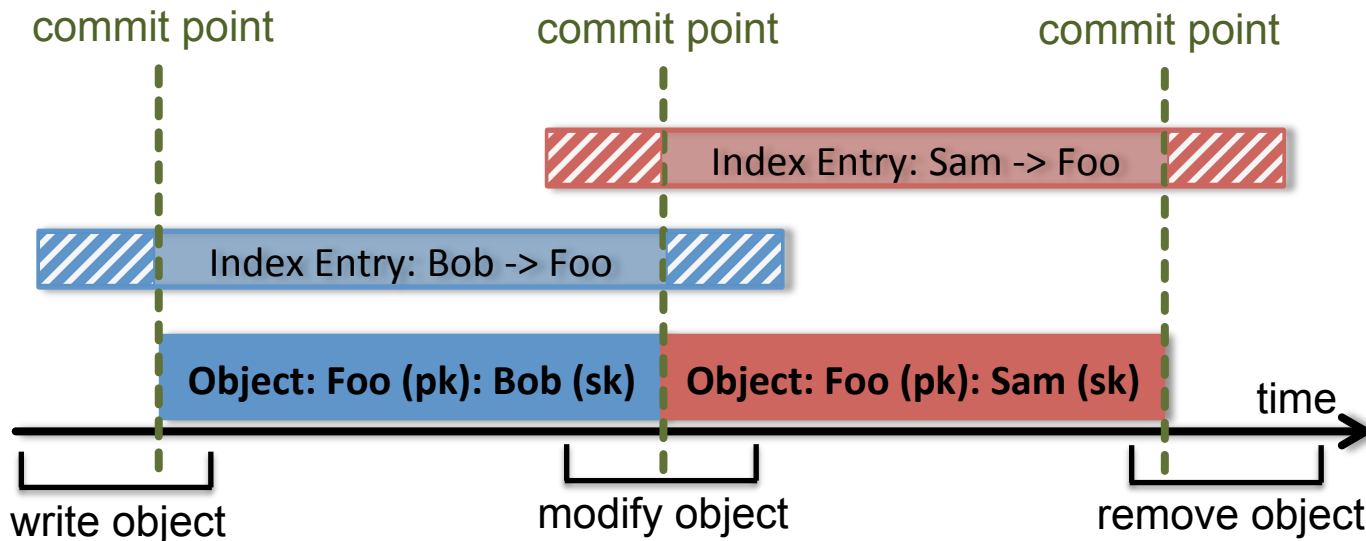 commit point
commit point
commit point
Index Entry: Sam -> Foo
Index Entry: Bob -> Foo
Object: Foo (pk): Bob (sk)
Object: Foo (pk): Sam (sk)
time
write object
modify object
remove object